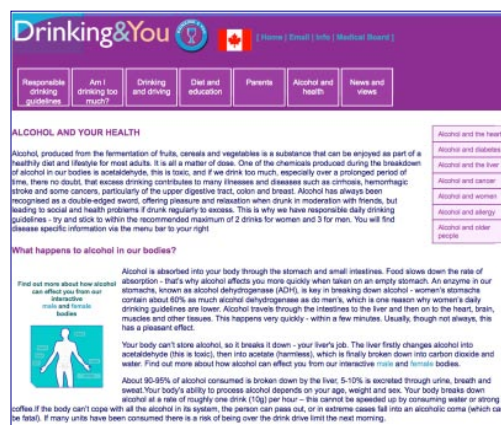 Drinking&You
[ Home | Email | Info | Medical Board ]
Responsible drinking guidelines
Am I drinking too much?
Drinking and driving
Diet and education
Parents
Alcohol and health
News and views
ALCOHOL AND YOUR HEALTH
Alcohol, produced from the fermentation of fruits, cereals and vegetables is a substance that can be enjoyed as part of a
healthily diet and lifestyle for most adults. It is all a matter of dose. One of the chemicals produced during the breakdown
of alcohol in our bodies is acetaldehyde, this is toxic, and if we drink too much, especially over a prolonged period of
time, there no doubt, that excess drinking contributes to many illnesses and diseases such as cirrhosis, hemorrhagic
stroke and some cancers, particularly of the upper digestive tract, colon and breast. Alcohol has always been
recognised as a double-edged sword, offering pleasure and relaxation when drunk in moderation with friends, but
leading to social and health problems if drunk regularly to excess. This is why we have responsible daily drinking
guidelines - try and stick to within the recommended maximum of 2 drinks for women and 3 for men. You will find
disease specific information via the menu bar to your right
Alcohol and the heart
Alcohol and diabetes
Alcohol and the liver
Alcohol and cancer
Alcohol and women
Alcohol and allergy
Alcohol and older
people
What happens to alcohol in our bodies?
Find out more about how alcohol
can effect you from our
interactive
male and female
bodies
Alcohol is absorbed into your body through the stomach and small intestines. Food slows down the rate of
absorption - that's why alcohol affects you more quickly when taken on an empty stomach. An enzyme in our
stomachs, known as alcohol dehydrogenase (ADH), is key in breaking down alcohol - women's stomachs
contain about 60% as much alcohol dehydrogenase as do men's, which is one reason why women's daily
drinking guidelines are lower. Alcohol travels through the intestines to the liver and then on to the heart, brain,
muscles and other tissues. This happens very quickly - within a few minutes. Usually, though not always, this
has a pleasant effect.
Your body can't store alcohol, so it breaks it down - your liver's job. The liver firstly changes alcohol into
acetaldehyde (this is toxic), then into acetate (harmless), which is finally broken down into carbon dioxide and
water. Find out more about how alcohol can effect you from our interactive male and female bodies.
About 90-95% of alcohol consumed is broken down by the liver, 5-10% is excreted through urine, breath and
sweat.Your body's ability to process alcohol depends on your age, weight and sex. Your body breaks down
alcohol at a rate of roughly one drink (10g) per hour – this cannot be speeded up by consuming water or strong
coffee.If the body can't cope with all the alcohol in its system, the person can pass out, or in extreme cases fall into an alcoholic coma (which can
be fatal). If many units have been consumed there is a risk of being over the drink drive limit the next morning.